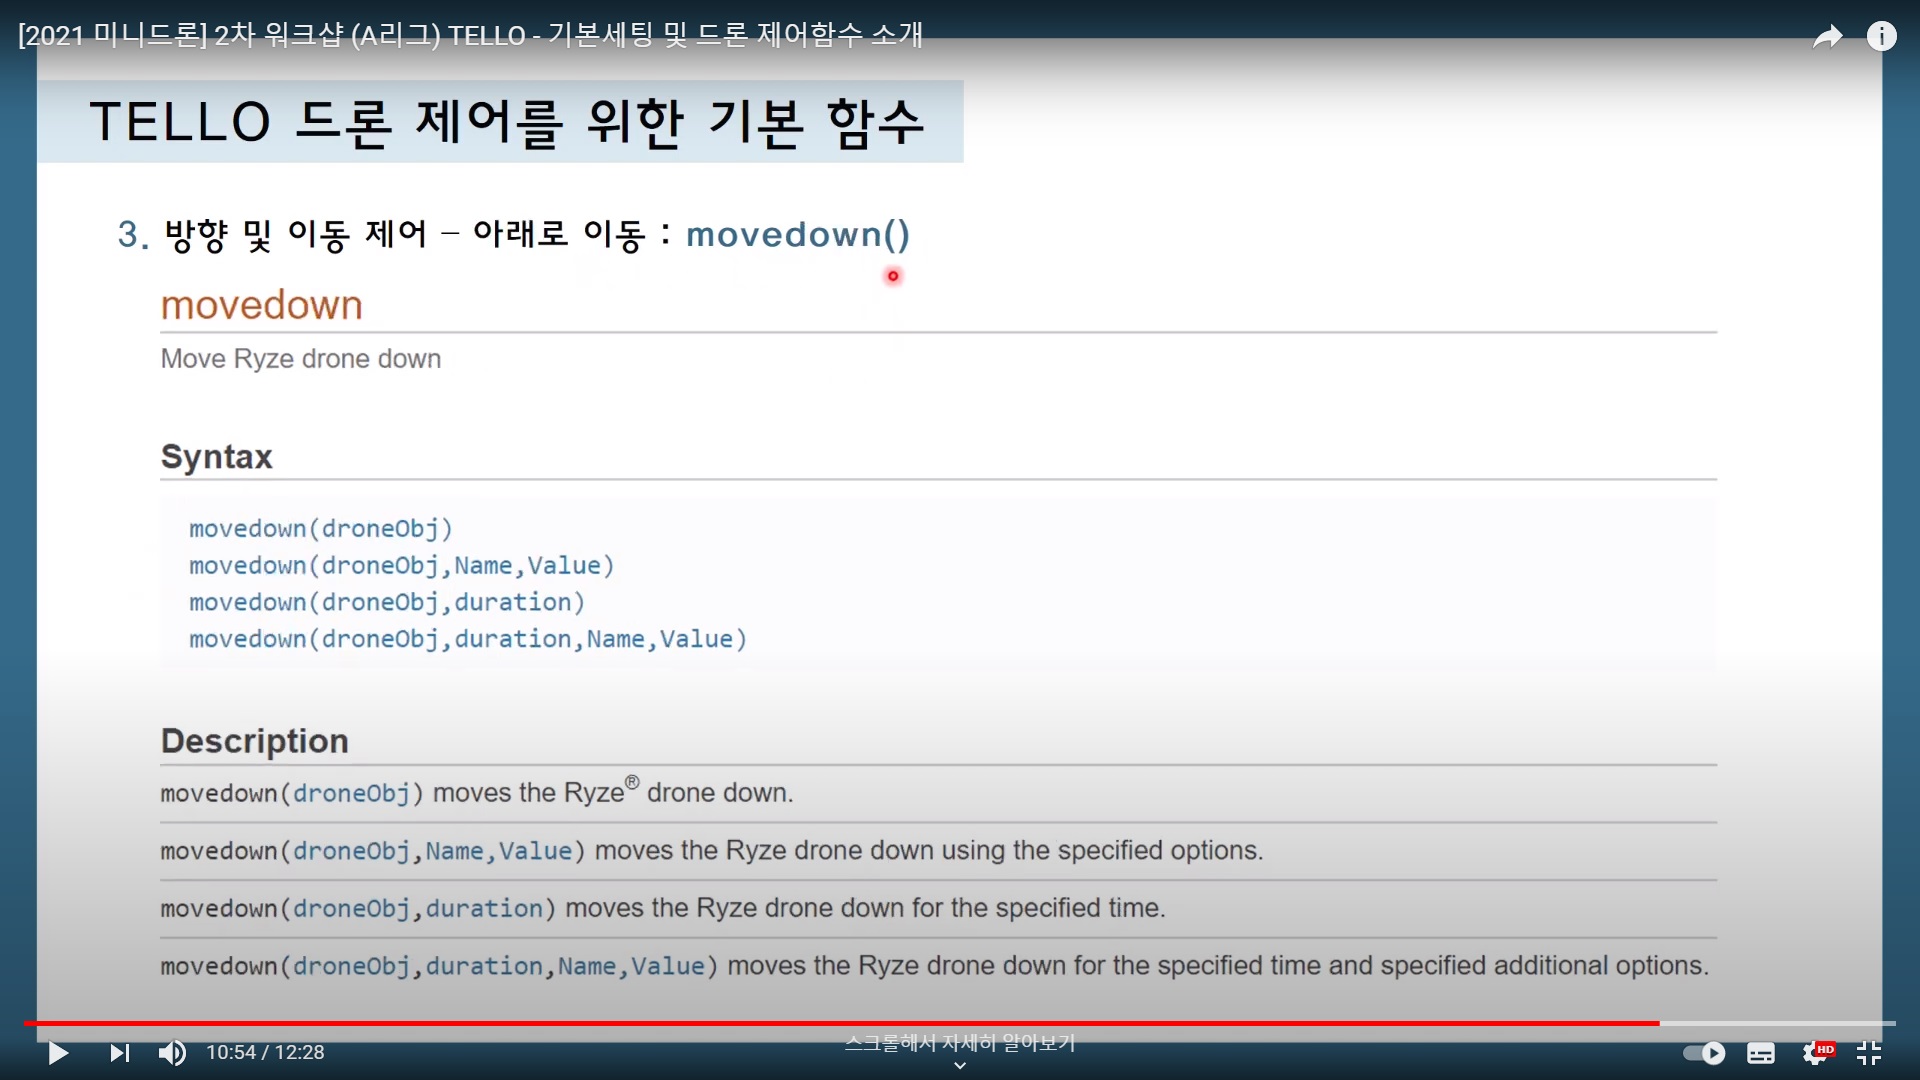 [2021 미니드론] 2차 워크샵 (A리그) TELLO - 기본세팅 및 드론 제어함수 소개
TELLO 드론 제어를 위한 기본 함수
3. 방향 및 이동 제어 – 아래로 이동 : movedown()
movedown
Move Ryze drone down
Syntax
movedown(droneObj)
movedown(droneObj,Name,Value)
movedown(droneObj,duration)
movedown(droneObj,duration,Name,Value)
Description
movedown(droneObj) moves the Ryze® drone down.
movedown(droneObj,Name,Value) moves the Ryze drone down using the specified options.
movedown(droneObj,duration) moves the Ryze drone down for the specified time.
movedown(droneObj,duration,Name,Value) moves the Ryze drone down for the specified time and specified additional options.
스크롤해서 자세히 알아보기
10:54 / 12:28
HD